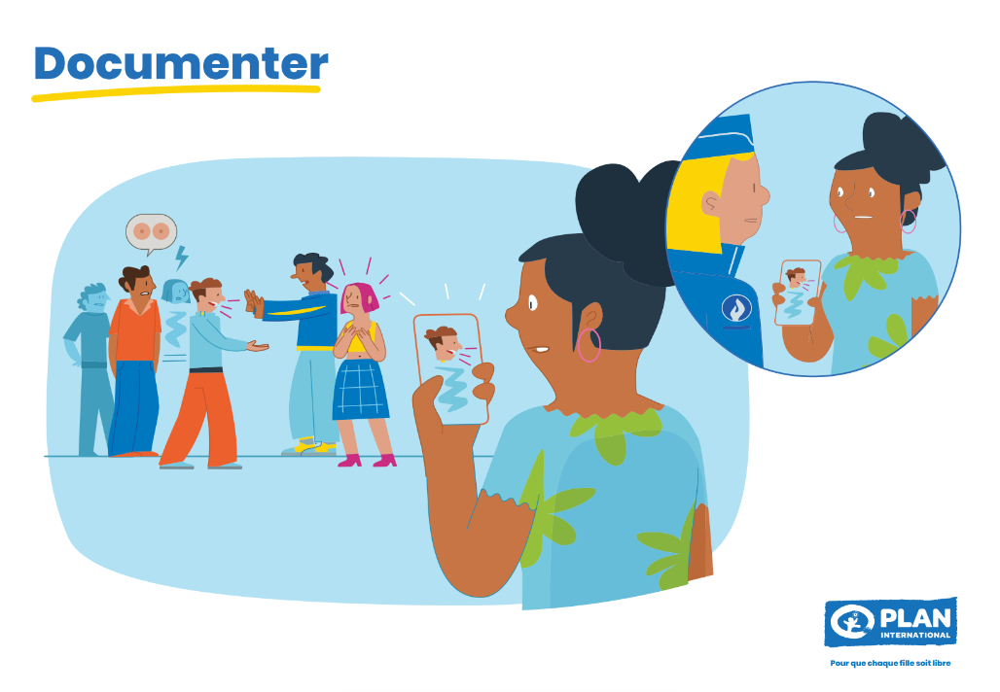 Documenter
PLAN
INTERNATIONAL
Pour que chaque fille soit libre